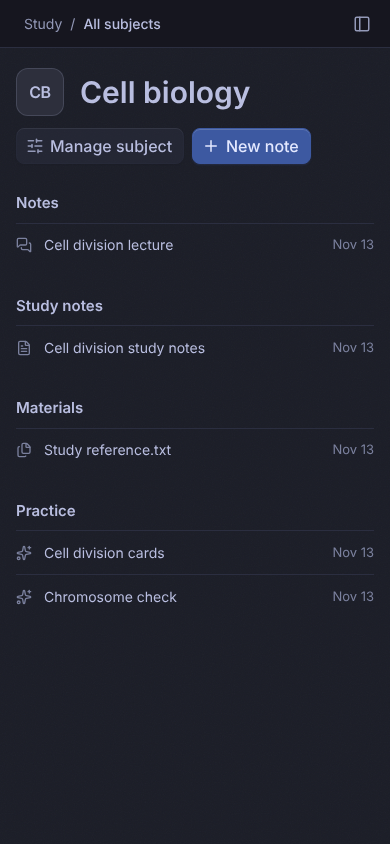 Study / All subjects
CB
Cell biology
Manage subject
New note
Notes
Cell division lecture Nov 13
Study notes
Cell division study notes Nov 13
Materials
Study reference.txt Nov 13
Practice
Cell division cards Nov 13
Chromosome check Nov 13